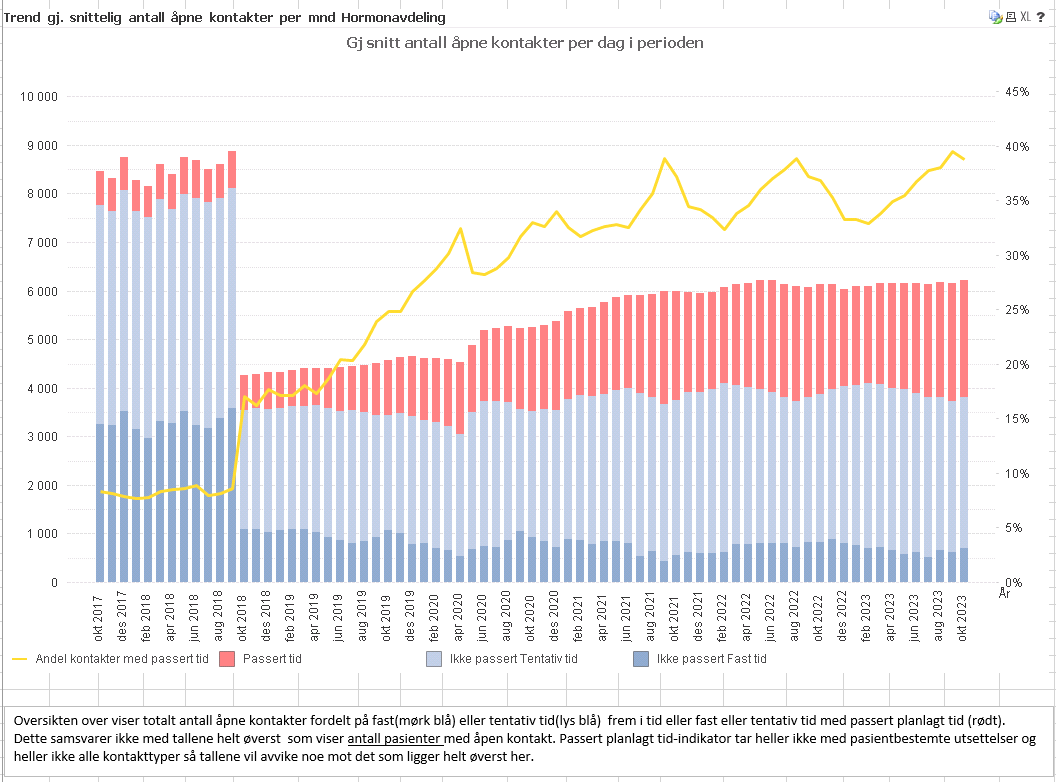 Trend gj. snittelig antall åpne kontakter per mnd Hormonavdeling
XL ?
Gj snitt antall åpne kontakter per dag i perioden
10 000
9 000
8 000
7 000
6 000
5 000
4 000
3 000
2 000
1 000
0
45%
40%
35%
30%
25%
20%
15%
10%
5%
0%
År
okt 2017
des 2017
feb 2018
apr 2018
jun 2018
aug 2018
okt 2018
des 2018
feb 2019
apr 2019
jun 2019
aug 2019
okt 2019
des 2019
feb 2020
apr 2020
jun 2020
aug 2020
okt 2020
des 2020
feb 2021
apr 2021
jun 2021
aug 2021
okt 2021
des 2021
feb 2022
apr 2022
jun 2022
aug 2022
okt 2022
des 2022
feb 2023
apr 2023
jun 2023
aug 2023
okt 2023
Andel kontakter med passert tid
Passert tid
Ikke passert Tentativ tid
Ikke passert Fast tid
Oversikten over viser totalt antall åpne kontakter fordelt på fast(mørk blå) eller tentativ tid(lys blå)  frem i tid eller fast eller tentativ tid med passert planlagt tid (rødt).
Dette samsvarer ikke med tallene helt øverst  som viser antall pasienter med åpen kontakt. Passert planlagt tid-indikator tar heller ikke med pasientbestemte utsettelser og
heller ikke alle kontakttyper så tallene vil avvike noe mot det som ligger helt øverst her.